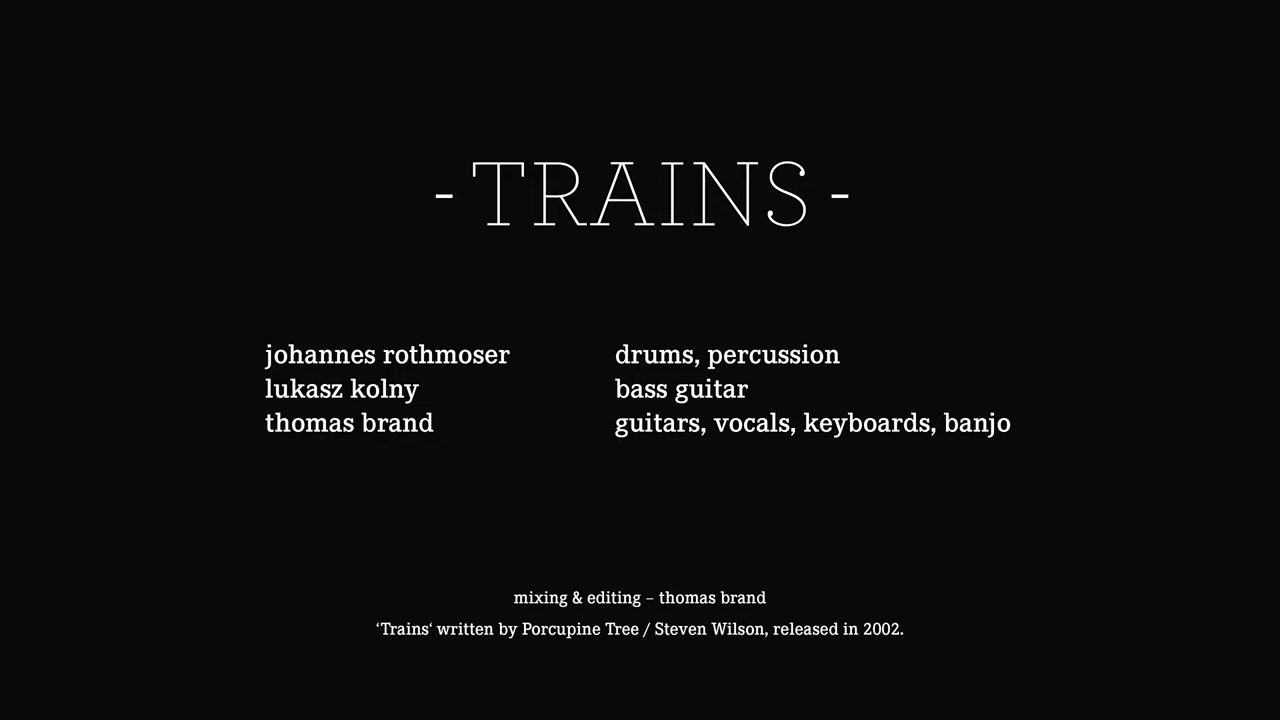 - TRAINS -
johannes rothmoser drums, percussion
lukasz kolny bass guitar
thomas brand guitars, vocals, keyboards, banjo
mixing & editing – thomas brand
‘Trains‘ written by Porcupine Tree / Steven Wilson, released in 2002.